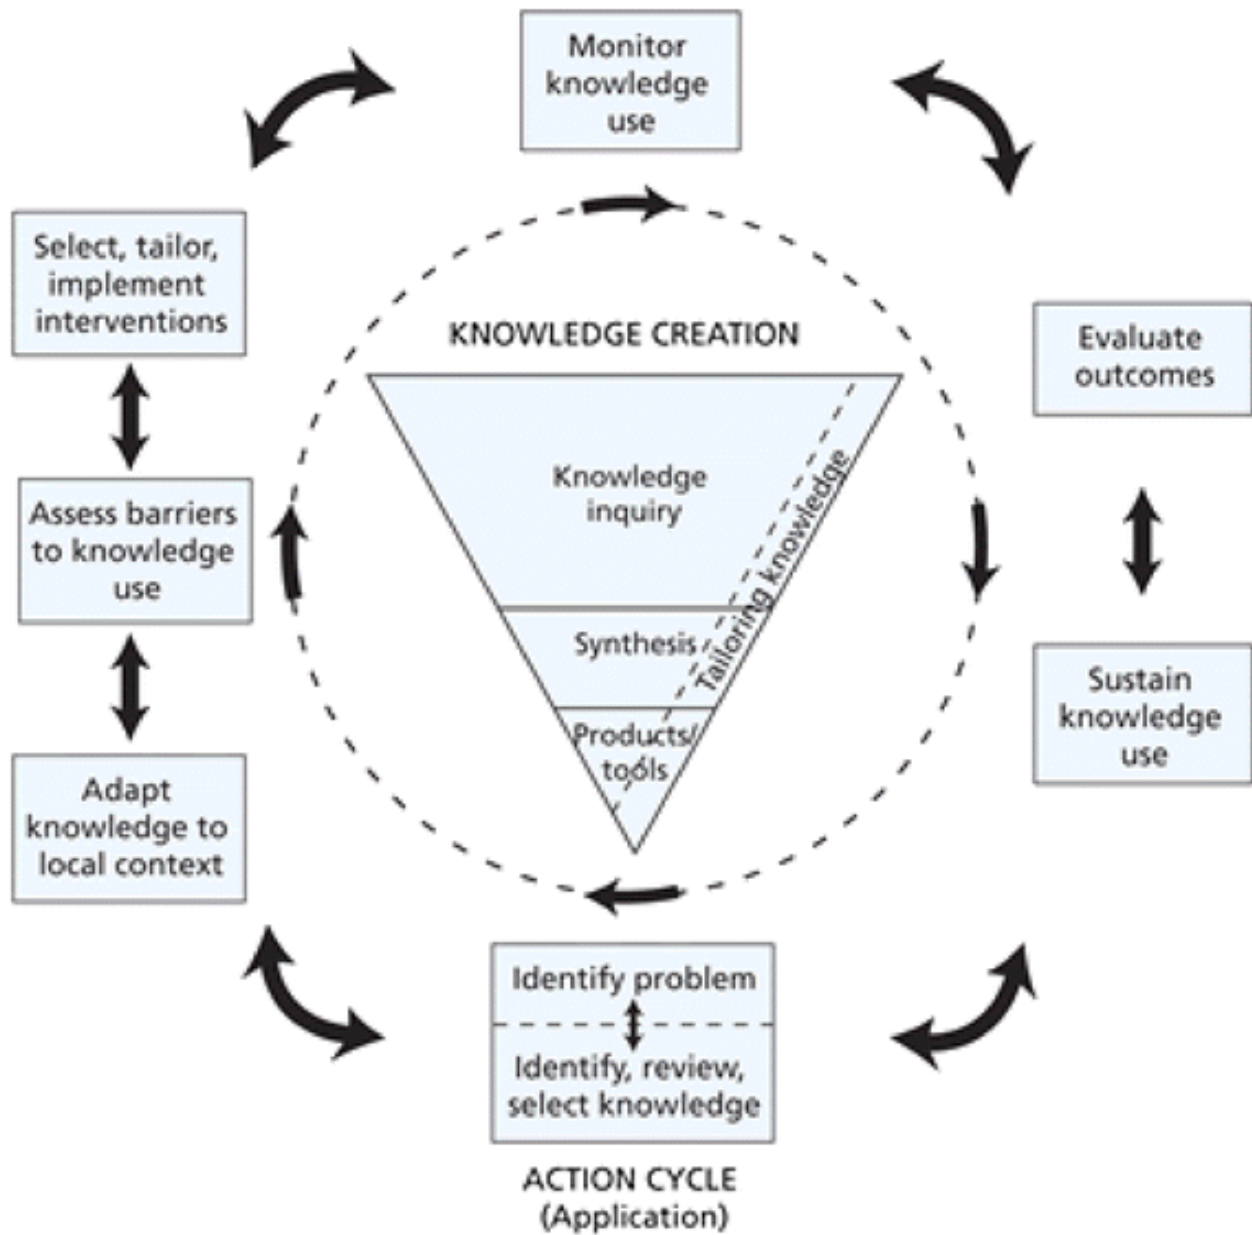 Monitor
knowledge
use
Select, tailor,
implement
interventions
Evaluate
outcomes
Assess barriers
to knowledge
use
Sustain
knowledge
use
Adapt
knowledge to
local context
KNOWLEDGE CREATION
Knowledge
inquiry
Synthesis
Products/
tools
Tailoring knowledge
Identify problem
Identify, review,
select knowledge
ACTION CYCLE
(Application)